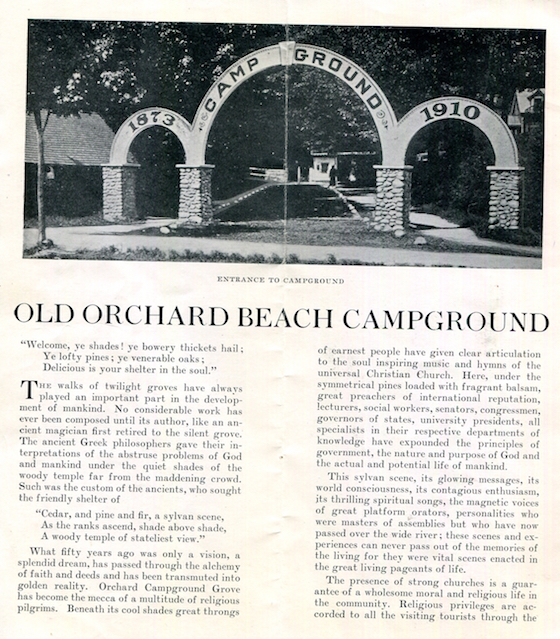 CAMP GROUND
1873
1910
ENTRANCE TO CAMPGROUND
OLD ORCHARD BEACH CAMPGROUND
"Welcome, ye shades! ye bowery thickets hail;
Ye lofty pines; ye venerable oaks;
Delicious is your shelter in the soul."
THE walks of twilight groves have always
played an important part in the develop-
ment of mankind. No considerable work has
ever been composed until its author, like an an-
cient magician first retired to the silent grove.
The ancient Greek philosophers gave their in-
terpretations of the abstruse problems of God
and mankind under the quiet shades of the
woody temple far from the maddening crowd.
Such was the custom of the ancients, who sought
the friendly shelter of
"Cedar, and pine and fir, a sylvan scene,
As the ranks ascend, shade above shade,
A woody temple of stateliest view."
What fifty years ago was only a vision, a
splendid dream, has passed through the alchemy
of faith and deeds and has been transmuted into
golden reality. Orchard Campground Grove
has become the mecca of a multitude of religious
pilgrims. Beneath its cool shades great throngs
of earnest people have given clear articulation
to the soul inspiring music and hymns of the
universal Christian Church. Here, under the
symmetrical pines loaded with fragrant balsam,
great preachers of international reputation,
lecturers, social workers, senators, congressmen,
governors of states, university presidents, all
specialists in their respective departments of
knowledge have expounded the principles of
government, the nature and purpose of God and
the actual and potential life of mankind.
This sylvan scene, its glowing messages, its
world consciousness, its contagious enthusiasm,
its thrilling spiritual songs, the magnetic voices
of great platform orators, personalities who
were masters of assemblies but who have now
passed over the wide river; these scenes and ex-
periences can never pass out of the memories of
the living for they were vital scenes enacted in
the great living pageants of life.
The presence of strong churches is a guar-
antee of a wholesome moral and religious life in
the community. Religious privileges are ac-
corded to all the visiting tourists through the